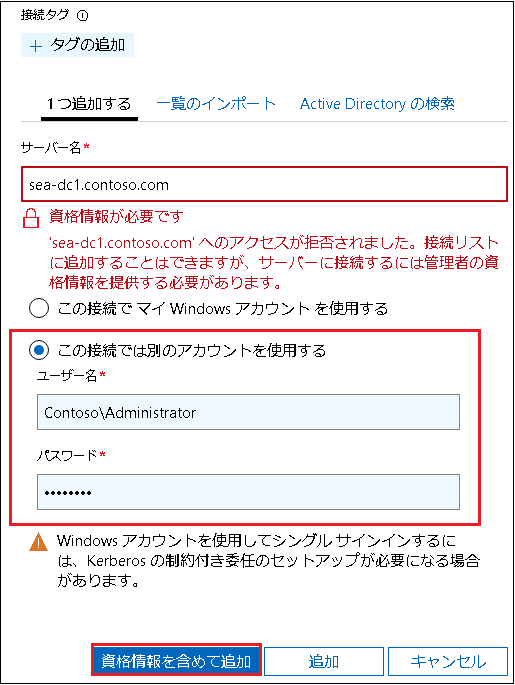 接続タグ
+ タグの追加
1 つ追加する 一覧のインポート Active Directory の検索
サーバー名*
sea-dc1.contoso.com
資格情報が必要です
'sea-dc1.contoso.com' へのアクセスが拒否されました。接続リスト
に追加することはできますが、サーバーに接続するには管理者の資
格情報を提供する必要があります。
この接続で マイ Windows アカウント を使用する
この接続では別のアカウントを使用する
ユーザー名*
Contoso\Administrator
パスワード*
••••••••
Windows アカウントを使用してシングル サインインするに
は、Kerberos の制約付き委任のセットアップが必要になる場合
があります。
資格情報を含めて追加 追加 キャンセル